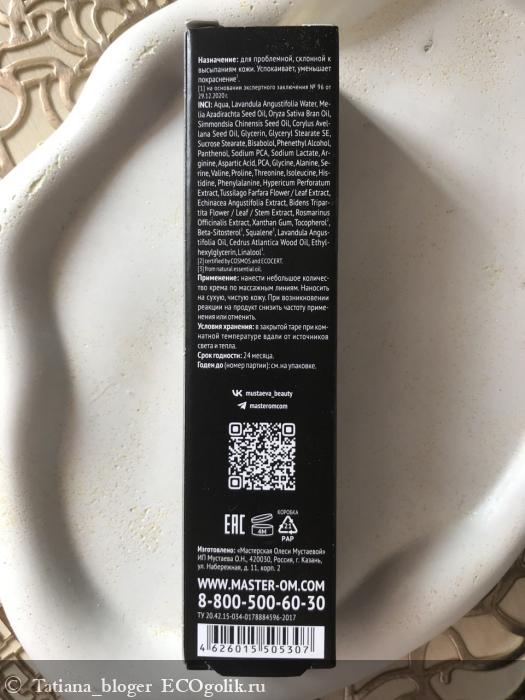 Назначение: для проблемной, склонной к
высыпаниям кожи. Успокаивает, уменьшает
покраснение¹.
[1] на основании экспертного заключения № 96 от
29.12.2020 г.
INCI: Aqua, Lavandula Angustifolia Water, Me-
lia Azadirachta Seed Oil, Oryza Sativa Bran Oil,
Simmondsia Chinensis Seed Oil, Corylus Avel-
lana Seed Oil, Glycerin, Glyceryl Stearate SE,
Sucrose Stearate, Bisabolol, Phenethyl Alcohol,
Panthenol, Sodium PCA, Sodium Lactate, Ar-
ginine, Aspartic Acid, PCA, Glycine, Alanine, Se-
rine, Valine, Proline, Threonine, Isoleucine, His-
tidine, Phenylalanine, Hypericum Perforatum
Extract, Tussilago Farfara Flower / Leaf Extract,
Echinacea Angustifolia Extract, Bidens Tripar-
tita Flower / Leaf / Stem Extract, Rosmarinus
Officinalis Extract, Xanthan Gum, Tocopherol²,
Beta-Sitosterol², Squalene², Lavandula Angus-
tifolia Oil, Cedrus Atlantica Wood Oil, Ethyl-
hexylglycerin, Linalool³.
[2] certified by COSMOS and ECOCERT.
[3] from natural essential oil.
Применение: нанести небольшое количес-
тво крема по массажным линиям. Наносить
на сухую, чистую кожу. При возникновении
реакции на продукт снизить частоту приме-
нения или отменить.
Условия хранения: в закрытой таре при ком-
натной температуре вдали от источников
света и тепла.
Срок годности: 24 месяца.
Годен до (номер партии): см. на упаковке.
mustaeva_beauty
masteromcom
КОРОБКА
EAC 4M 21
PAP
Изготовлено: «Мастерская Олеси Мустаевой»
ИП Мустаева О.Н., 420030, Россия, г. Казань,
ул. Набережная, д. 11, корп. 2
WWW.MASTER-OM.COM
8-800-500-60-30
ТУ 20.42.15-034-0178884596-2017
4 626015 505307
© Tatiana_bloger ECOgolik.ru